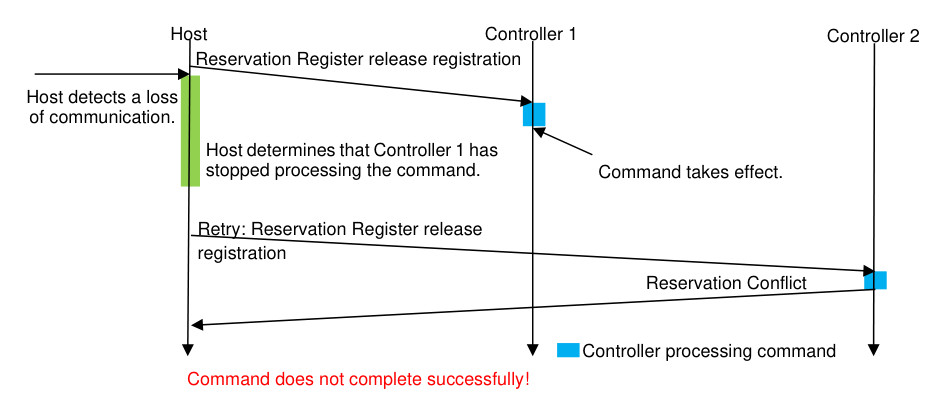 Host
Controller 1
Controller 2
Reservation Register release registration
Host detects a loss
of communication.
Host determines that Controller 1 has
stopped processing the command.
Command takes effect.
Retry: Reservation Register release
registration
Reservation Conflict
Controller processing command
Command does not complete successfully!